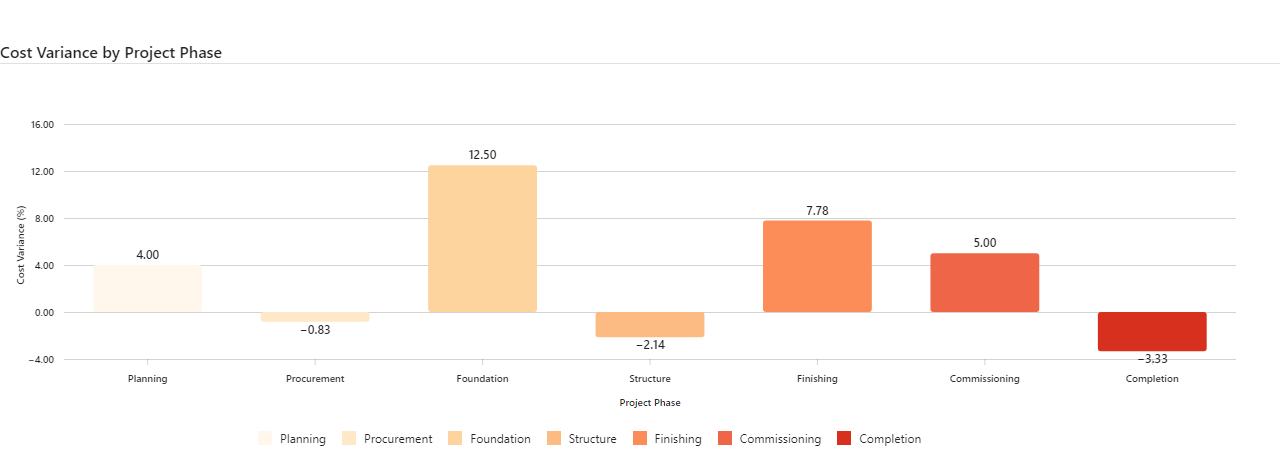 Cost Variance by Project Phase
16.00
12.00
8.00
4.00
0.00
−4.00
Cost Variance (%)
4.00
−0.83
12.50
−2.14
7.78
5.00
−3.33
Planning Procurement Foundation Structure Finishing Commissioning Completion
Project Phase
Planning Procurement Foundation Structure Finishing Commissioning Completion